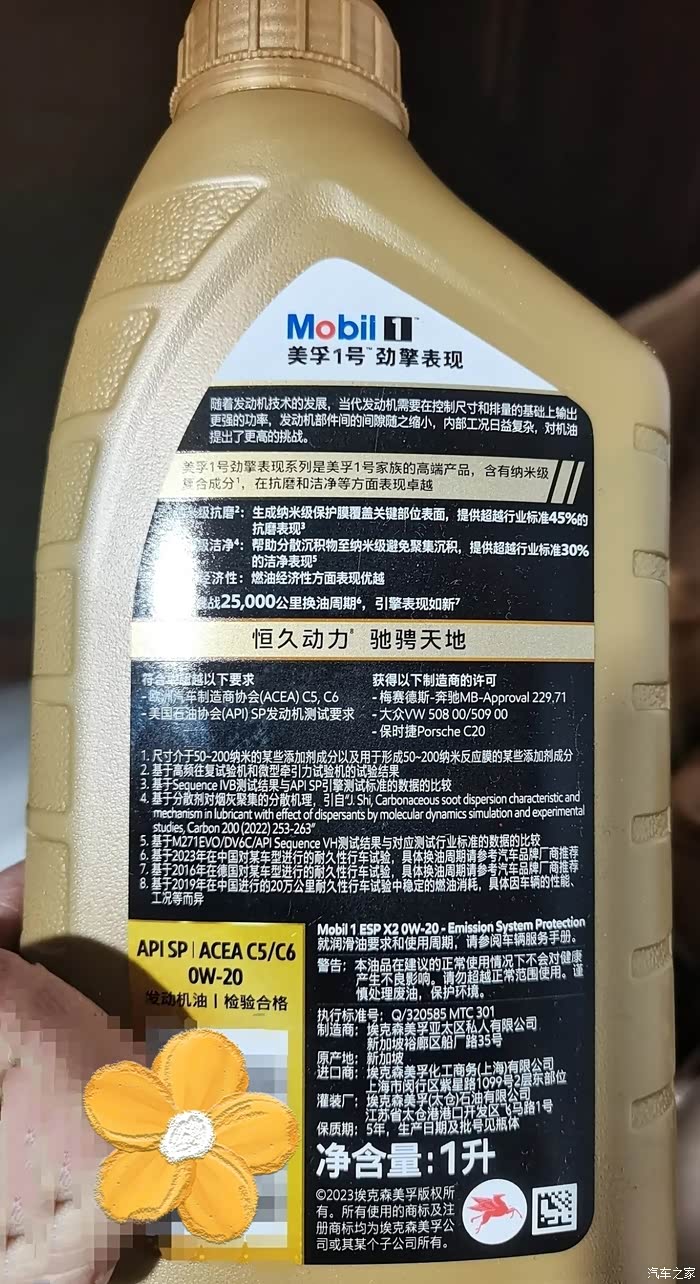 Mobil 1™
美孚1号™劲擎表现
随着发动机技术的发展，当代发动机需要在控制尺寸和排量的基础上输出
更强的功率，发动机部件间的间隙随之缩小，内部工况日益复杂，对机油
提出了更高的挑战。
美孚1号劲擎表现系列是美孚1号家族的高端产品，含有纳米级
合成分¹，在抗磨和洁净等方面表现卓越
级抗磨²：生成纳米级保护膜覆盖关键部位表面，提供超越行业标准45%的
抗磨表现³
级洁净⁴：帮助分散沉积物至纳米级避免聚集沉积，提供超越行业标准30%
的洁净表现⁵
经济性：燃油经济性方面表现优越
战25,000公里换油周期⁶，引擎表现如新⁷
恒久动力⁸ 驰骋天地
符合 超越以下要求
- 欧洲汽车制造商协会(ACEA) C5, C6
- 美国石油协会(API) SP发动机测试要求
获得以下制造商的许可
- 梅赛德斯-奔驰MB-Approval 229.71
- 大众VW 508 00/509 00
- 保时捷Porsche C20
1. 尺寸介于50~200纳米的某些添加剂成分以及用于形成50~200纳米反应膜的某些添加剂成分
2. 基于高频往复试验机和微型牵引力试验机的试验结果
3. 基于Sequence IVB测试结果与API SP引擎测试标准的数据的比较
4. 基于分散剂对烟灰聚集的分散机理，引自“J. Shi, Carbonaceous soot dispersion characteristic and
mechanism in lubricant with effect of dispersants by molecular dynamics simulation and experimental
studies, Carbon 200 (2022) 253-263”
5. 基于M271EVO/DV6C/API Sequence VH测试结果与对应测试行业标准的数据的比较
6. 基于2023年在中国对某车型进行的耐久性行车试验，具体换油周期请参考汽车品牌厂商推荐
7. 基于2016年在德国对某车型进行的耐久性行车试验，具体换油周期请参考汽车品牌厂商推荐
8. 基于2019年在中国进行的20万公里耐久性行车试验中稳定的燃油消耗，具体因车辆的性能、
工况等而异
API SP | ACEA C5/C6
0W-20
发动机油 | 检验合格
Mobil 1 ESP X2 0W-20 - Emission System Protection
就润滑油要求和使用周期，请参阅车辆服务手册。
警告：本油品在建议的正常使用情况下不会对健康
产生不良影响。请勿超越正常范围使用。谨
慎处理废油，保护环境。
执行标准号：Q/320585 MTC 301
制造商：埃克森美孚亚太区私人有限公司
新加坡裕廊区船厂路35号
原产地：新加坡
进口商：埃克森美孚化工商务(上海)有限公司
上海市闵行区紫星路1099号2层东部位
灌装厂：埃克森美孚(太仓)石油有限公司
江苏省太仓港港口开发区飞马路1号
保质期：5年，生产日期及批号见瓶体
净含量：1升
©2023埃克森美孚版权所
有。所有使用的商标及注
册商标均为埃克森美孚公
司或其某个子公司所有。
汽车之家